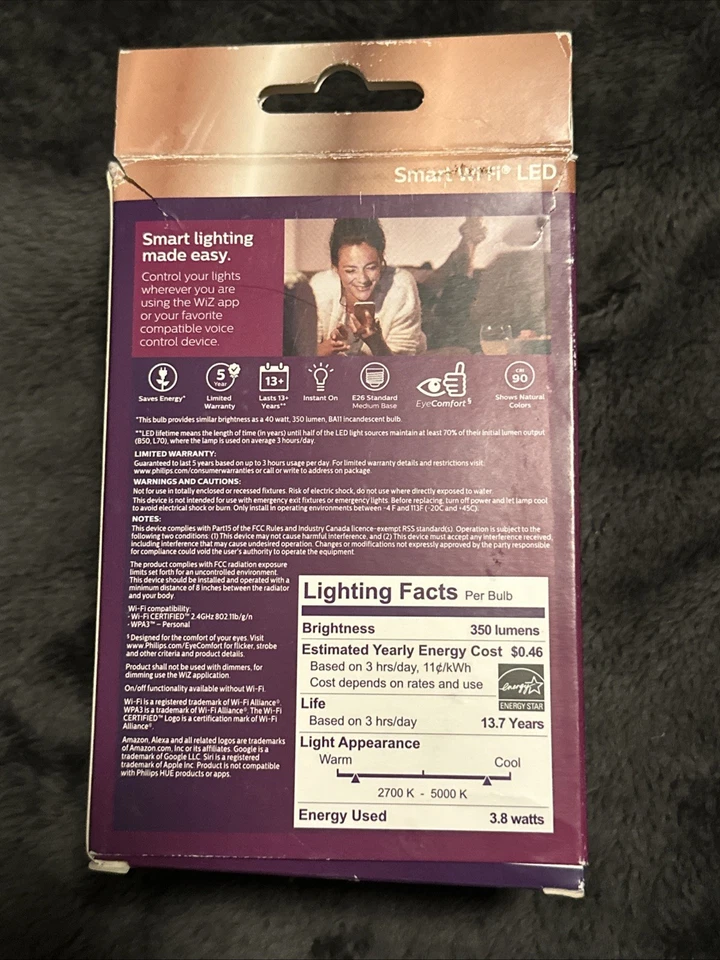 Smart Wi-Fi® LED
Smart lighting
made easy.
Control your lights
wherever you are
using the WiZ app
or your favorite
compatible voice
control device.
Saves Energy*
5
Year
Limited
Warranty
13+
Lasts 13+
Years**
Instant On
E26 Standard
Medium Base
EyeComfort §
CRI
90
Shows Natural
Colors
*This bulb provides similar brightness as a 40 watt, 350 lumen, BA11 incandescent bulb.
**LED lifetime means the length of time (in years) until half of the LED light sources maintain at least 70% of their initial lumen output
(B50, L70), where the lamp is used on average 3 hours/day.
LIMITED WARRANTY:
Guaranteed to last 5 years based on up to 3 hours usage per day. For limited warranty details and restrictions visit:
www.philips.com/consumerwarranties or call or write to address on package.
WARNINGS AND CAUTIONS:
Not for use in totally enclosed or recessed fixtures. Risk of electric shock, do not use where directly exposed to water.
This device is not intended for use with emergency exit fixtures or emergency lights. Before replacing, turn off power and let lamp cool
to avoid electrical shock or burn. Only install in operating environments between -4 F and 113F (-20C and +45C).
NOTES:
This device complies with Part15 of the FCC Rules and Industry Canada licence-exempt RSS standard(s). Operation is subject to the
following two conditions: (1) This device may not cause harmful interference, and (2) This device must accept any interference received,
including interference that may cause undesired operation. Changes or modifications not expressly approved by the party responsible
for compliance could void the user's authority to operate the equipment.
The product complies with FCC radiation exposure
limits set forth for an uncontrolled environment.
This device should be installed and operated with a
minimum distance of 8 inches between the radiator
and your body.
Wi-Fi compatibility:
- Wi-Fi CERTIFIED™ 2.4GHz 802.11b/g/n
- WPA3™ – Personal
§ Designed for the comfort of your eyes. Visit
www.Philips.com/EyeComfort for flicker, strobe
and other criteria and product details.
Product shall not be used with dimmers, for
dimming use the WiZ application.
On/off functionality available without Wi-Fi.
Wi-Fi is a registered trademark of Wi-Fi Alliance®.
WPA3 is a trademark of Wi-Fi Alliance®. The Wi-Fi
CERTIFIED™ Logo is a certification mark of Wi-Fi
Alliance®.
Amazon, Alexa and all related logos are trademarks
of Amazon.com, Inc or its affiliates. Google is a
trademark of Google LLC. Siri is a registered
trademark of Apple Inc. Product is not compatible
with Philips HUE products or apps.
Lighting Facts Per Bulb
Brightness 350 lumens
Estimated Yearly Energy Cost $0.46
Based on 3 hrs/day, 11¢/kWh
Cost depends on rates and use
energy
ENERGY STAR
Life
Based on 3 hrs/day 13.7 Years
Light Appearance
Warm Cool
2700 K - 5000 K
Energy Used 3.8 watts